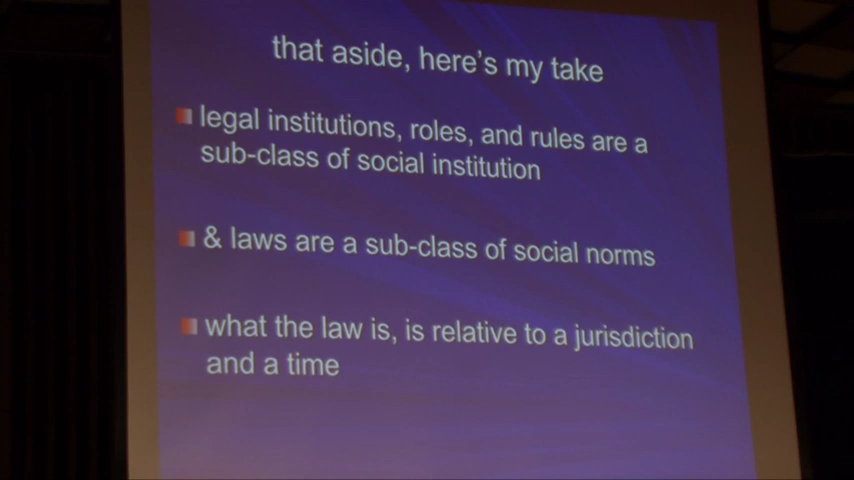 that aside, here's my take
legal institutions, roles, and rules are a
sub-class of social institution
& laws are a sub-class of social norms
what the law is, is relative to a jurisdiction
and a time